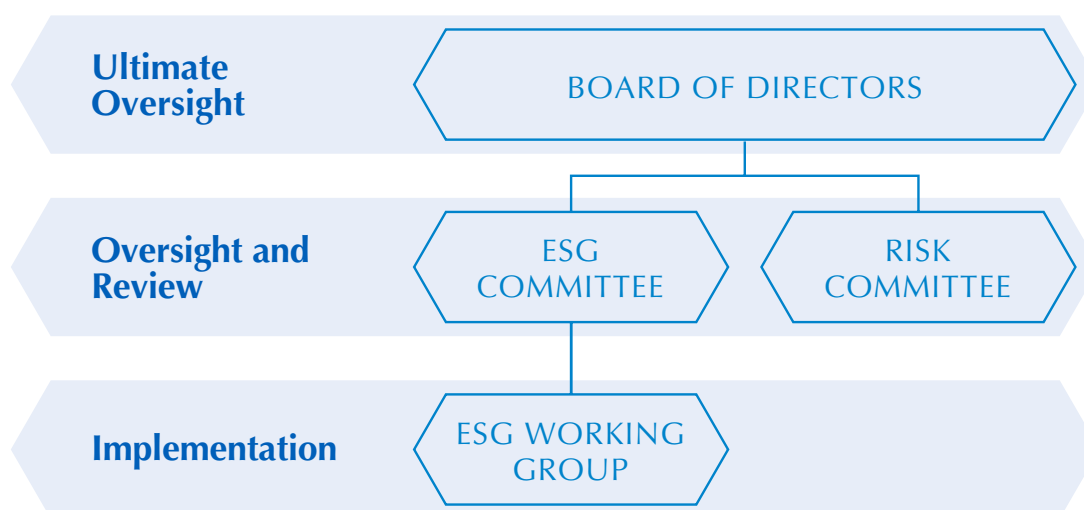 Ultimate
Oversight
BOARD OF DIRECTORS
Oversight and
Review
ESG
COMMITTEE
RISK
COMMITTEE
Implementation
ESG WORKING
GROUP